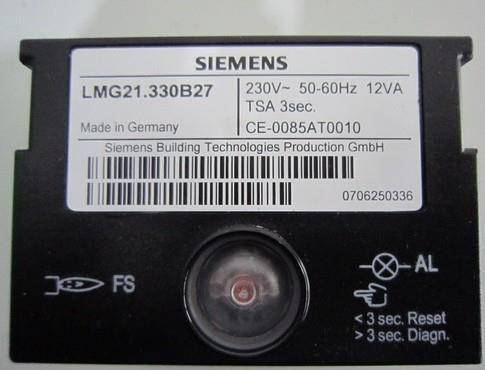 SIEMENS
LMG21.330B27
230V~ 50-60Hz 12VA
TSA 3sec.
Made in Germany
CE-0085AT0010
Siemens Building Technologies Production GmbH
0706250336
FS
AL
< 3 sec. Reset
> 3 sec. Diagn.